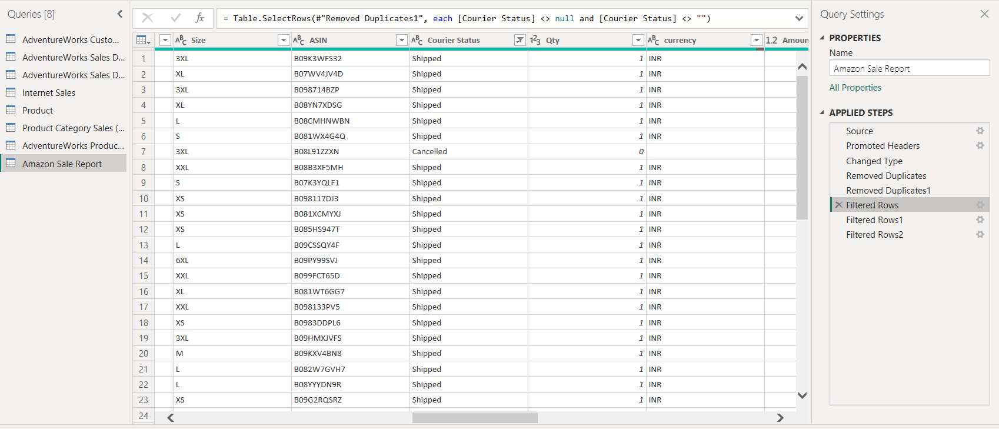 Queries [8]
AdventureWorks Custo...
AdventureWorks Sales D...
AdventureWorks Sales D...
Internet Sales
Product
Product Category Sales (...
AdventureWorks Produc...
Amazon Sale Report
fx
= Table.SelectRows(#"Removed Duplicates1", each [Courier Status] <> null and [Courier Status] <> "")
ABC Size ABC ASIN ABC Courier Status 123 Qty ABC currency 1.2 Amoun
1 3XL B09K3WFS32 Shipped 1 INR
2 XL B07WV4JV4D Shipped 1 INR
3 3XL B098714BZP Shipped 1 INR
4 XL B08YN7XDSG Shipped 1 INR
5 L B08CMHNWBN Shipped 1 INR
6 S B081WX4G4Q Shipped 1 INR
7 3XL B08L91ZZXN Cancelled 0
8 XXL B08B3XF5MH Shipped 1 INR
9 S B07K3YQLF1 Shipped 1 INR
10 XS B098117DJ3 Shipped 1 INR
11 XS B081XCMYXJ Shipped 1 INR
12 XS B085HS947T Shipped 1 INR
13 L B09CSSQY4F Shipped 1 INR
14 6XL B09PY99SVJ Shipped 1 INR
15 XXL B099FCT65D Shipped 1 INR
16 XL B081WT6GG7 Shipped 1 INR
17 XXL B098133PV5 Shipped 1 INR
18 XS B0983DDPL6 Shipped 1 INR
19 3XL B09HMXJVFS Shipped 1 INR
20 M B09KXV4BN8 Shipped 1 INR
21 L B082W7GVH7 Shipped 1 INR
22 L B08YYYDN9R Shipped 1 INR
23 XS B09G2RQSRZ Shipped 1 INR
24
Query Settings
PROPERTIES
Name
Amazon Sale Report
All Properties
APPLIED STEPS
Source
Promoted Headers
Changed Type
Removed Duplicates
Removed Duplicates1
Filtered Rows
Filtered Rows1
Filtered Rows2